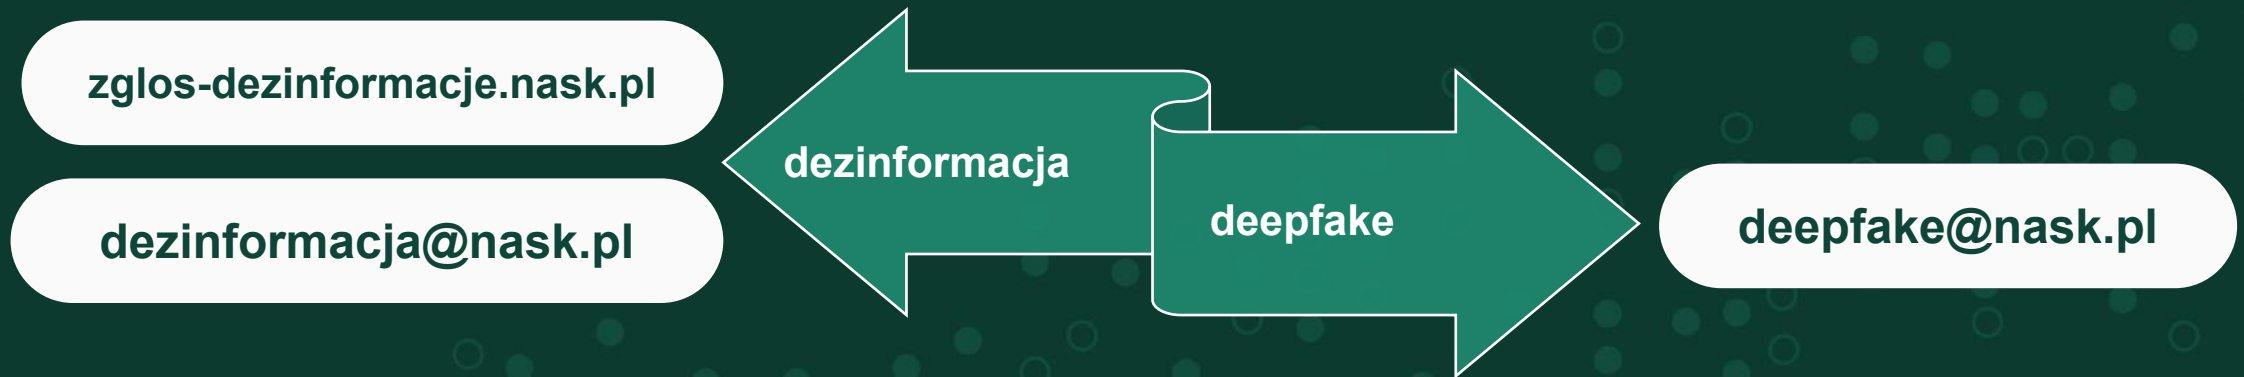 zglos-dezinformacje.nask.pl
dezinformacja@nask.pl
dezinformacja
deepfake
deepfake@nask.pl